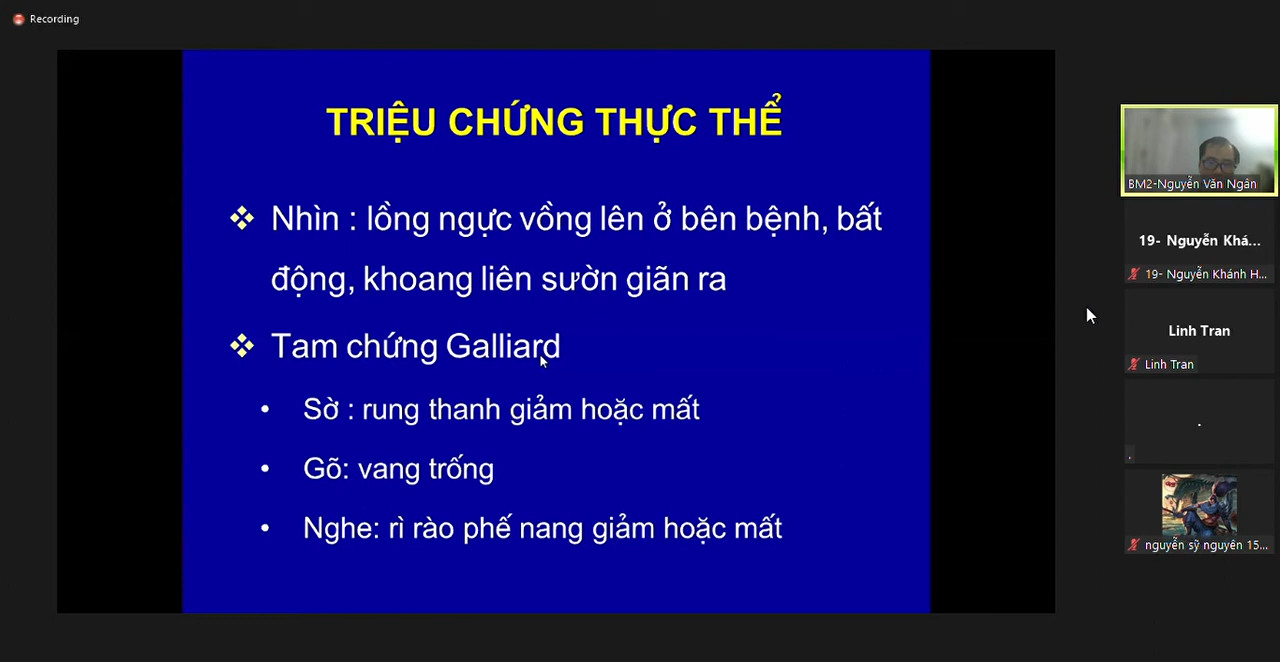 Recording
TRIỆU CHỨNG THỰC THỂ
Nhìn : lồng ngực vồng lên ở bên bệnh, bất
động, khoang liên sườn giãn ra
Tam chứng Galliard
Sờ : rung thanh giảm hoặc mất
Gõ: vang trống
Nghe: rì rào phế nang giảm hoặc mất
BM2-Nguyễn Văn Ngân
19- Nguyễn Khá...
19- Nguyễn Khánh H...
Linh Tran
Linh Tran
.
.
nguyễn sỹ nguyên 15...